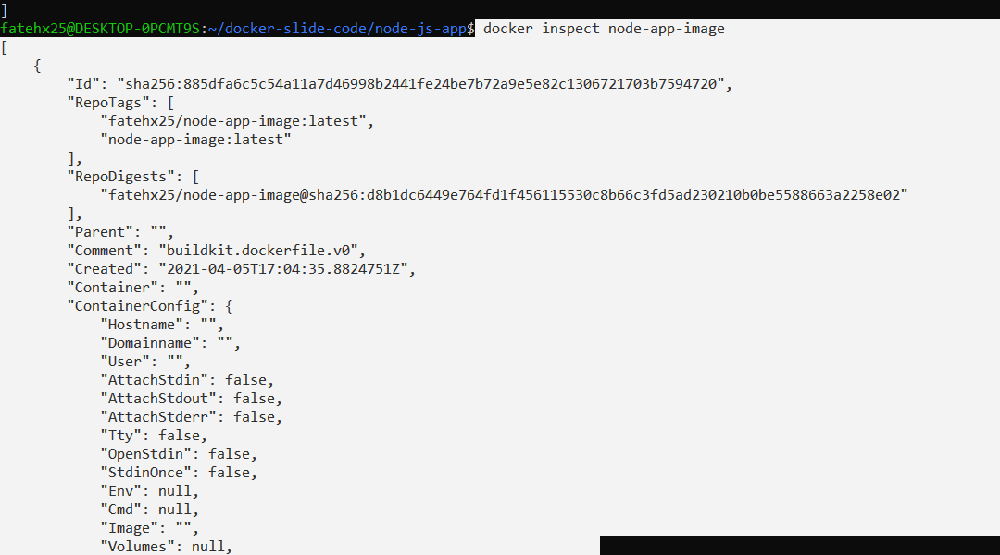 ]
fatehx25@DESKTOP-0PCMT9S:~/docker-slide-code/node-js-app$ docker inspect node-app-image
[
    {
        "Id": "sha256:885dfa6c5c54a11a7d46998b2441fe24be7b72a9e5e82c1306721703b7594720",
        "RepoTags": [
            "fatehx25/node-app-image:latest",
            "node-app-image:latest"
        ],
        "RepoDigests": [
            "fatehx25/node-app-image@sha256:d8b1dc6449e764fd1f456115530c8b66c3fd5ad230210b0be5588663a2258e02"
        ],
        "Parent": "",
        "Comment": "buildkit.dockerfile.v0",
        "Created": "2021-04-05T17:04:35.8824751Z",
        "Container": "",
        "ContainerConfig": {
            "Hostname": "",
            "Domainname": "",
            "User": "",
            "AttachStdin": false,
            "AttachStdout": false,
            "AttachStderr": false,
            "Tty": false,
            "OpenStdin": false,
            "StdinOnce": false,
            "Env": null,
            "Cmd": null,
            "Image": "",
            "Volumes": null,